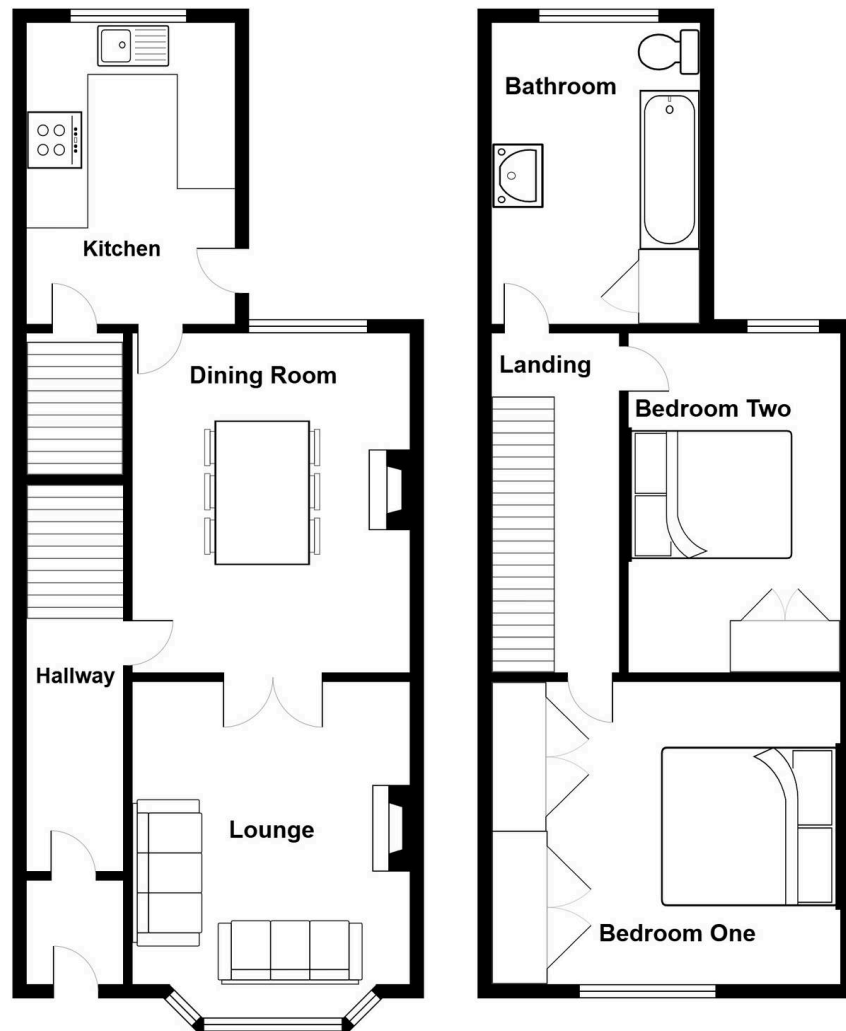 Kitchen
Dining Room
Hallway
Lounge
Bathroom
Landing
Bedroom Two
Bedroom One